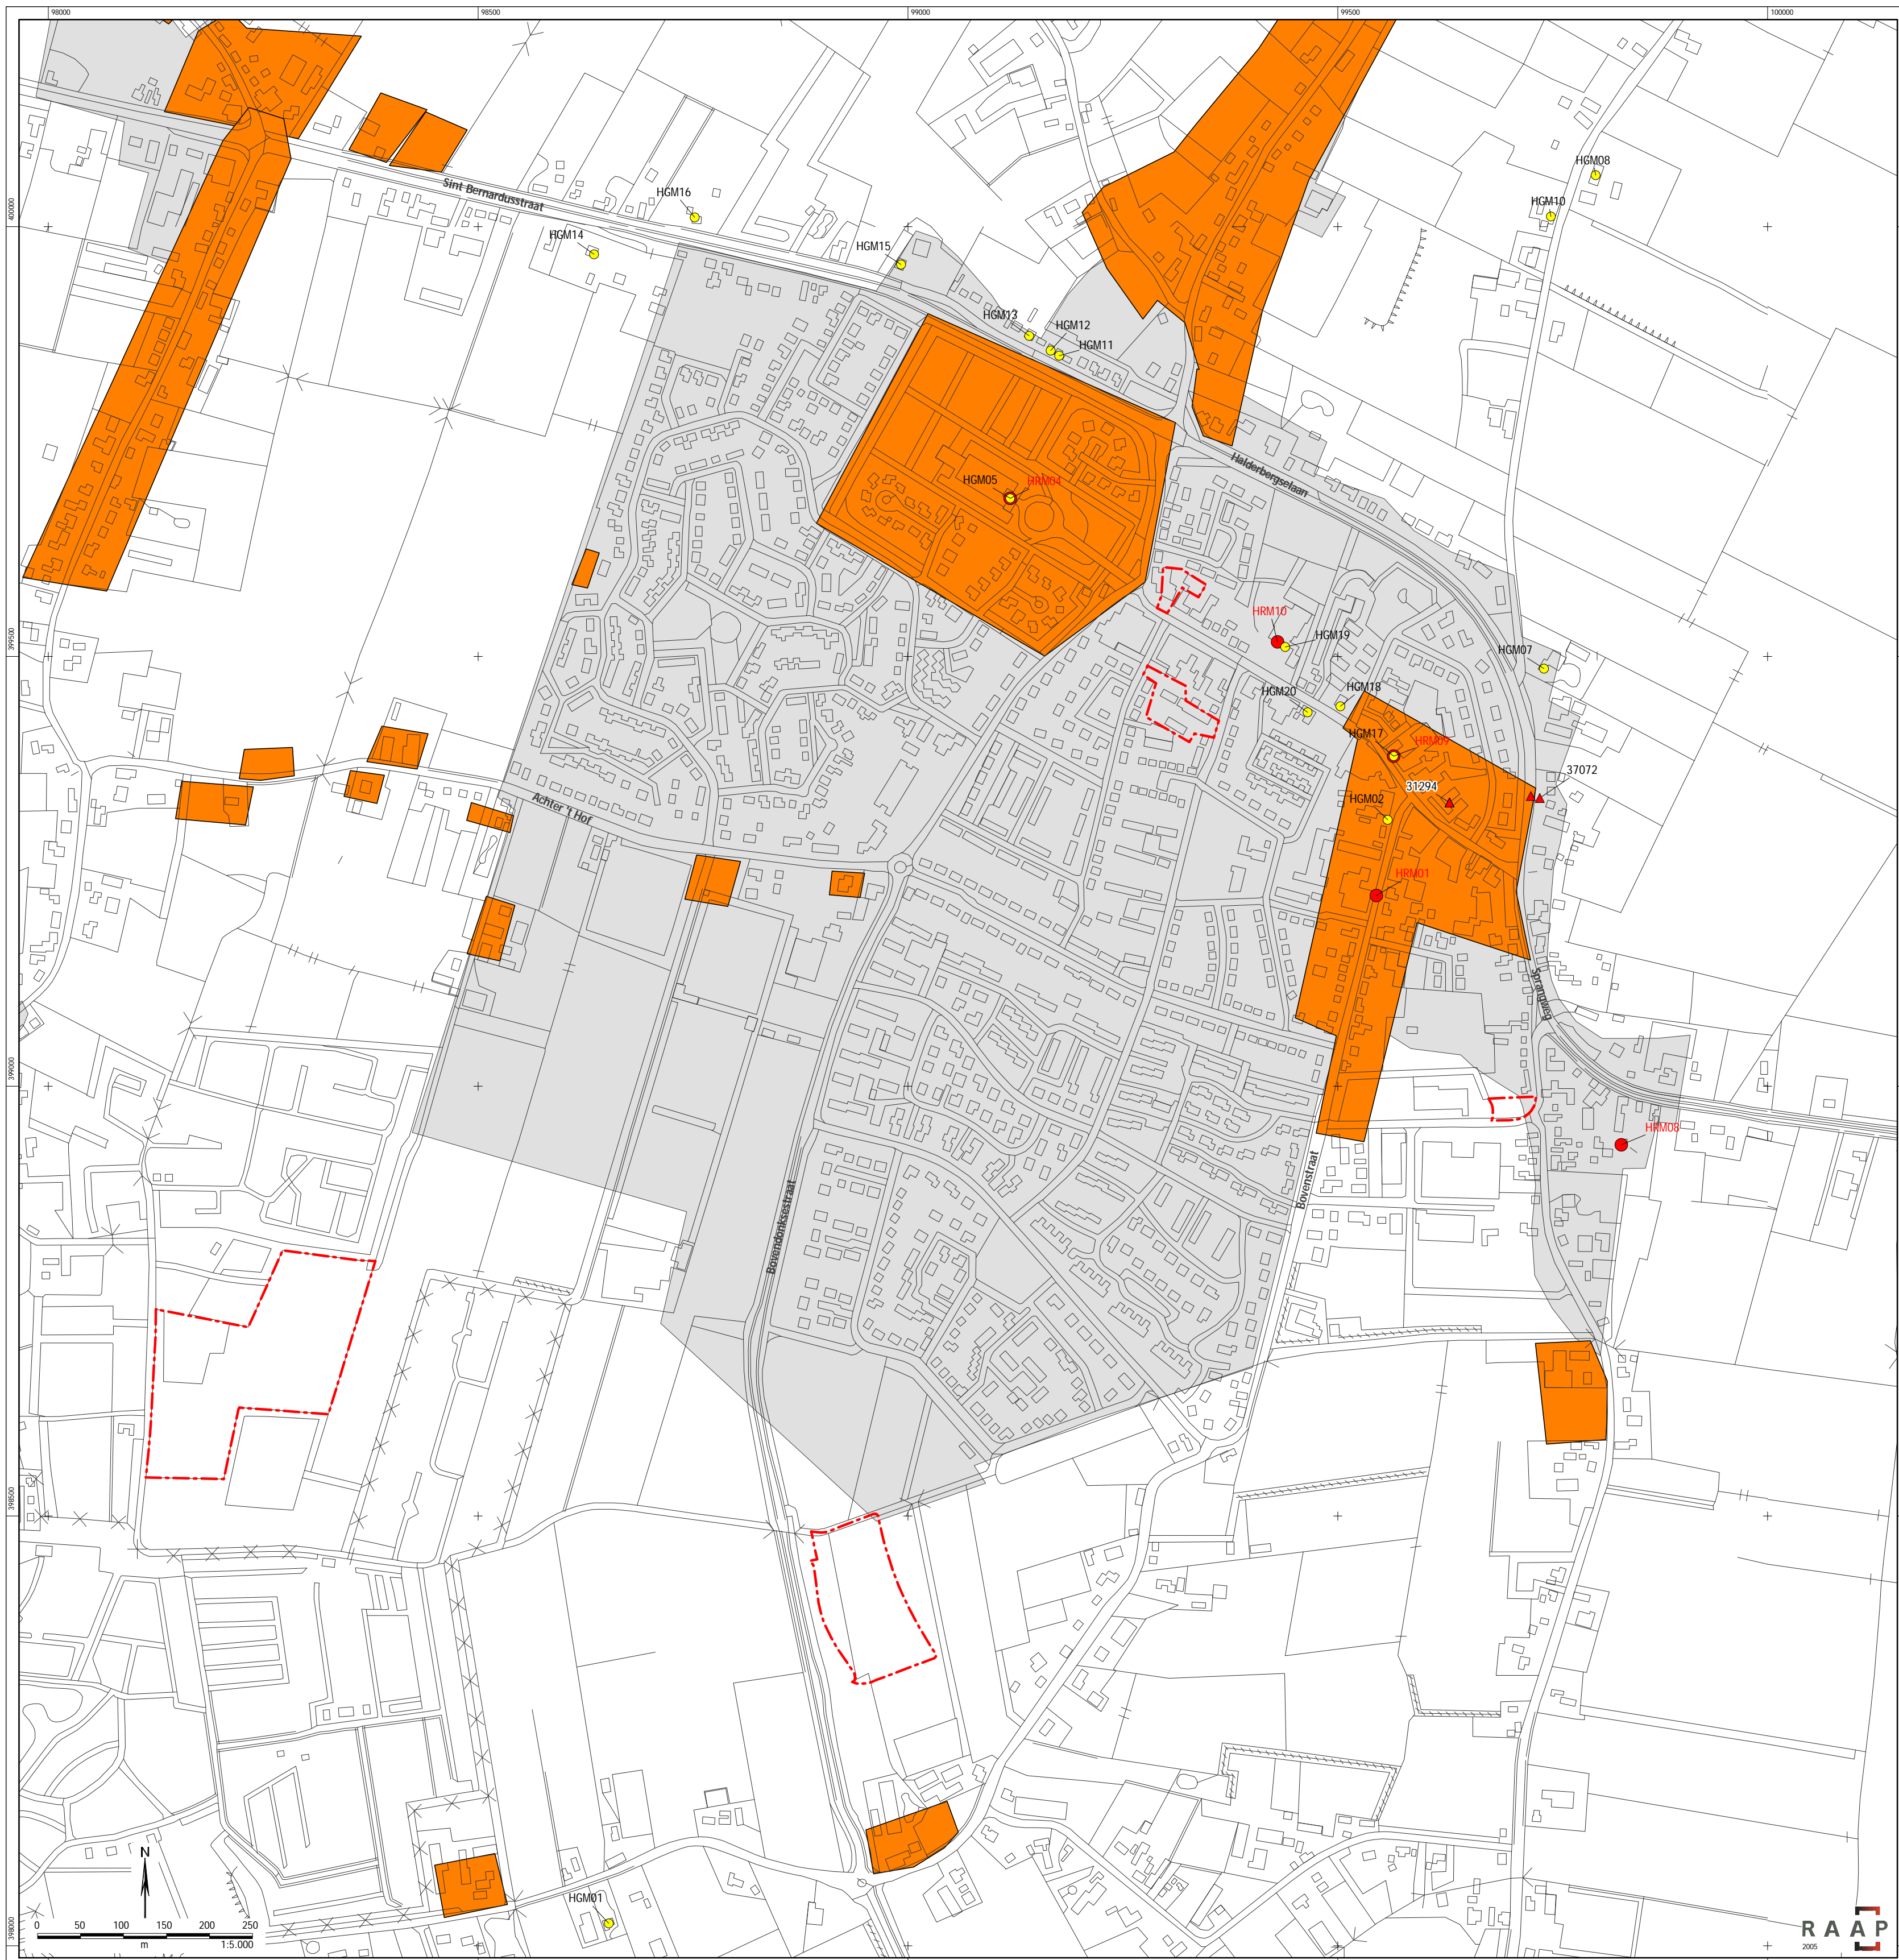 98000
98500
99000
99500
100000
400000
399500
399000
398500
398000
HGM08
HGM10
HGM16
Sint Bernardusstraat
HGM14
HGM15
HGM13
HGM12
HGM11
Halderbergselaan
HGM05
HRM04
HRM10
HGM19
HGM07
HGM20
HGM18
HGM17
HRM09
37072
31294
HGM02
Achter 't Hof
HRM01
Sprangweg
HRM08
Bovenstraat
Bovendonksestraat
HGM01
N
0 50 100 150 200 250
m 1:5.000
RAAP
2005